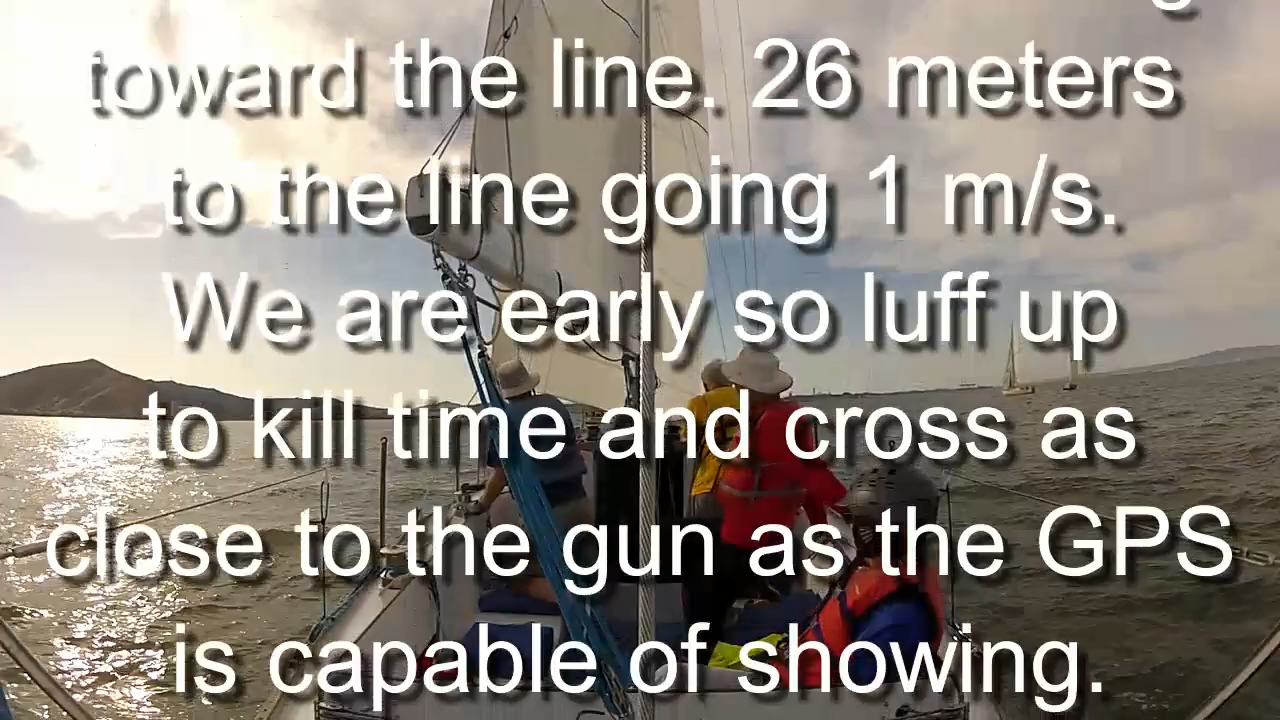 toward the line. 26 meters
to the line going 1 m/s.
We are early so luff up
to kill time and cross as
close to the gun as the GPS
is capable of showing.